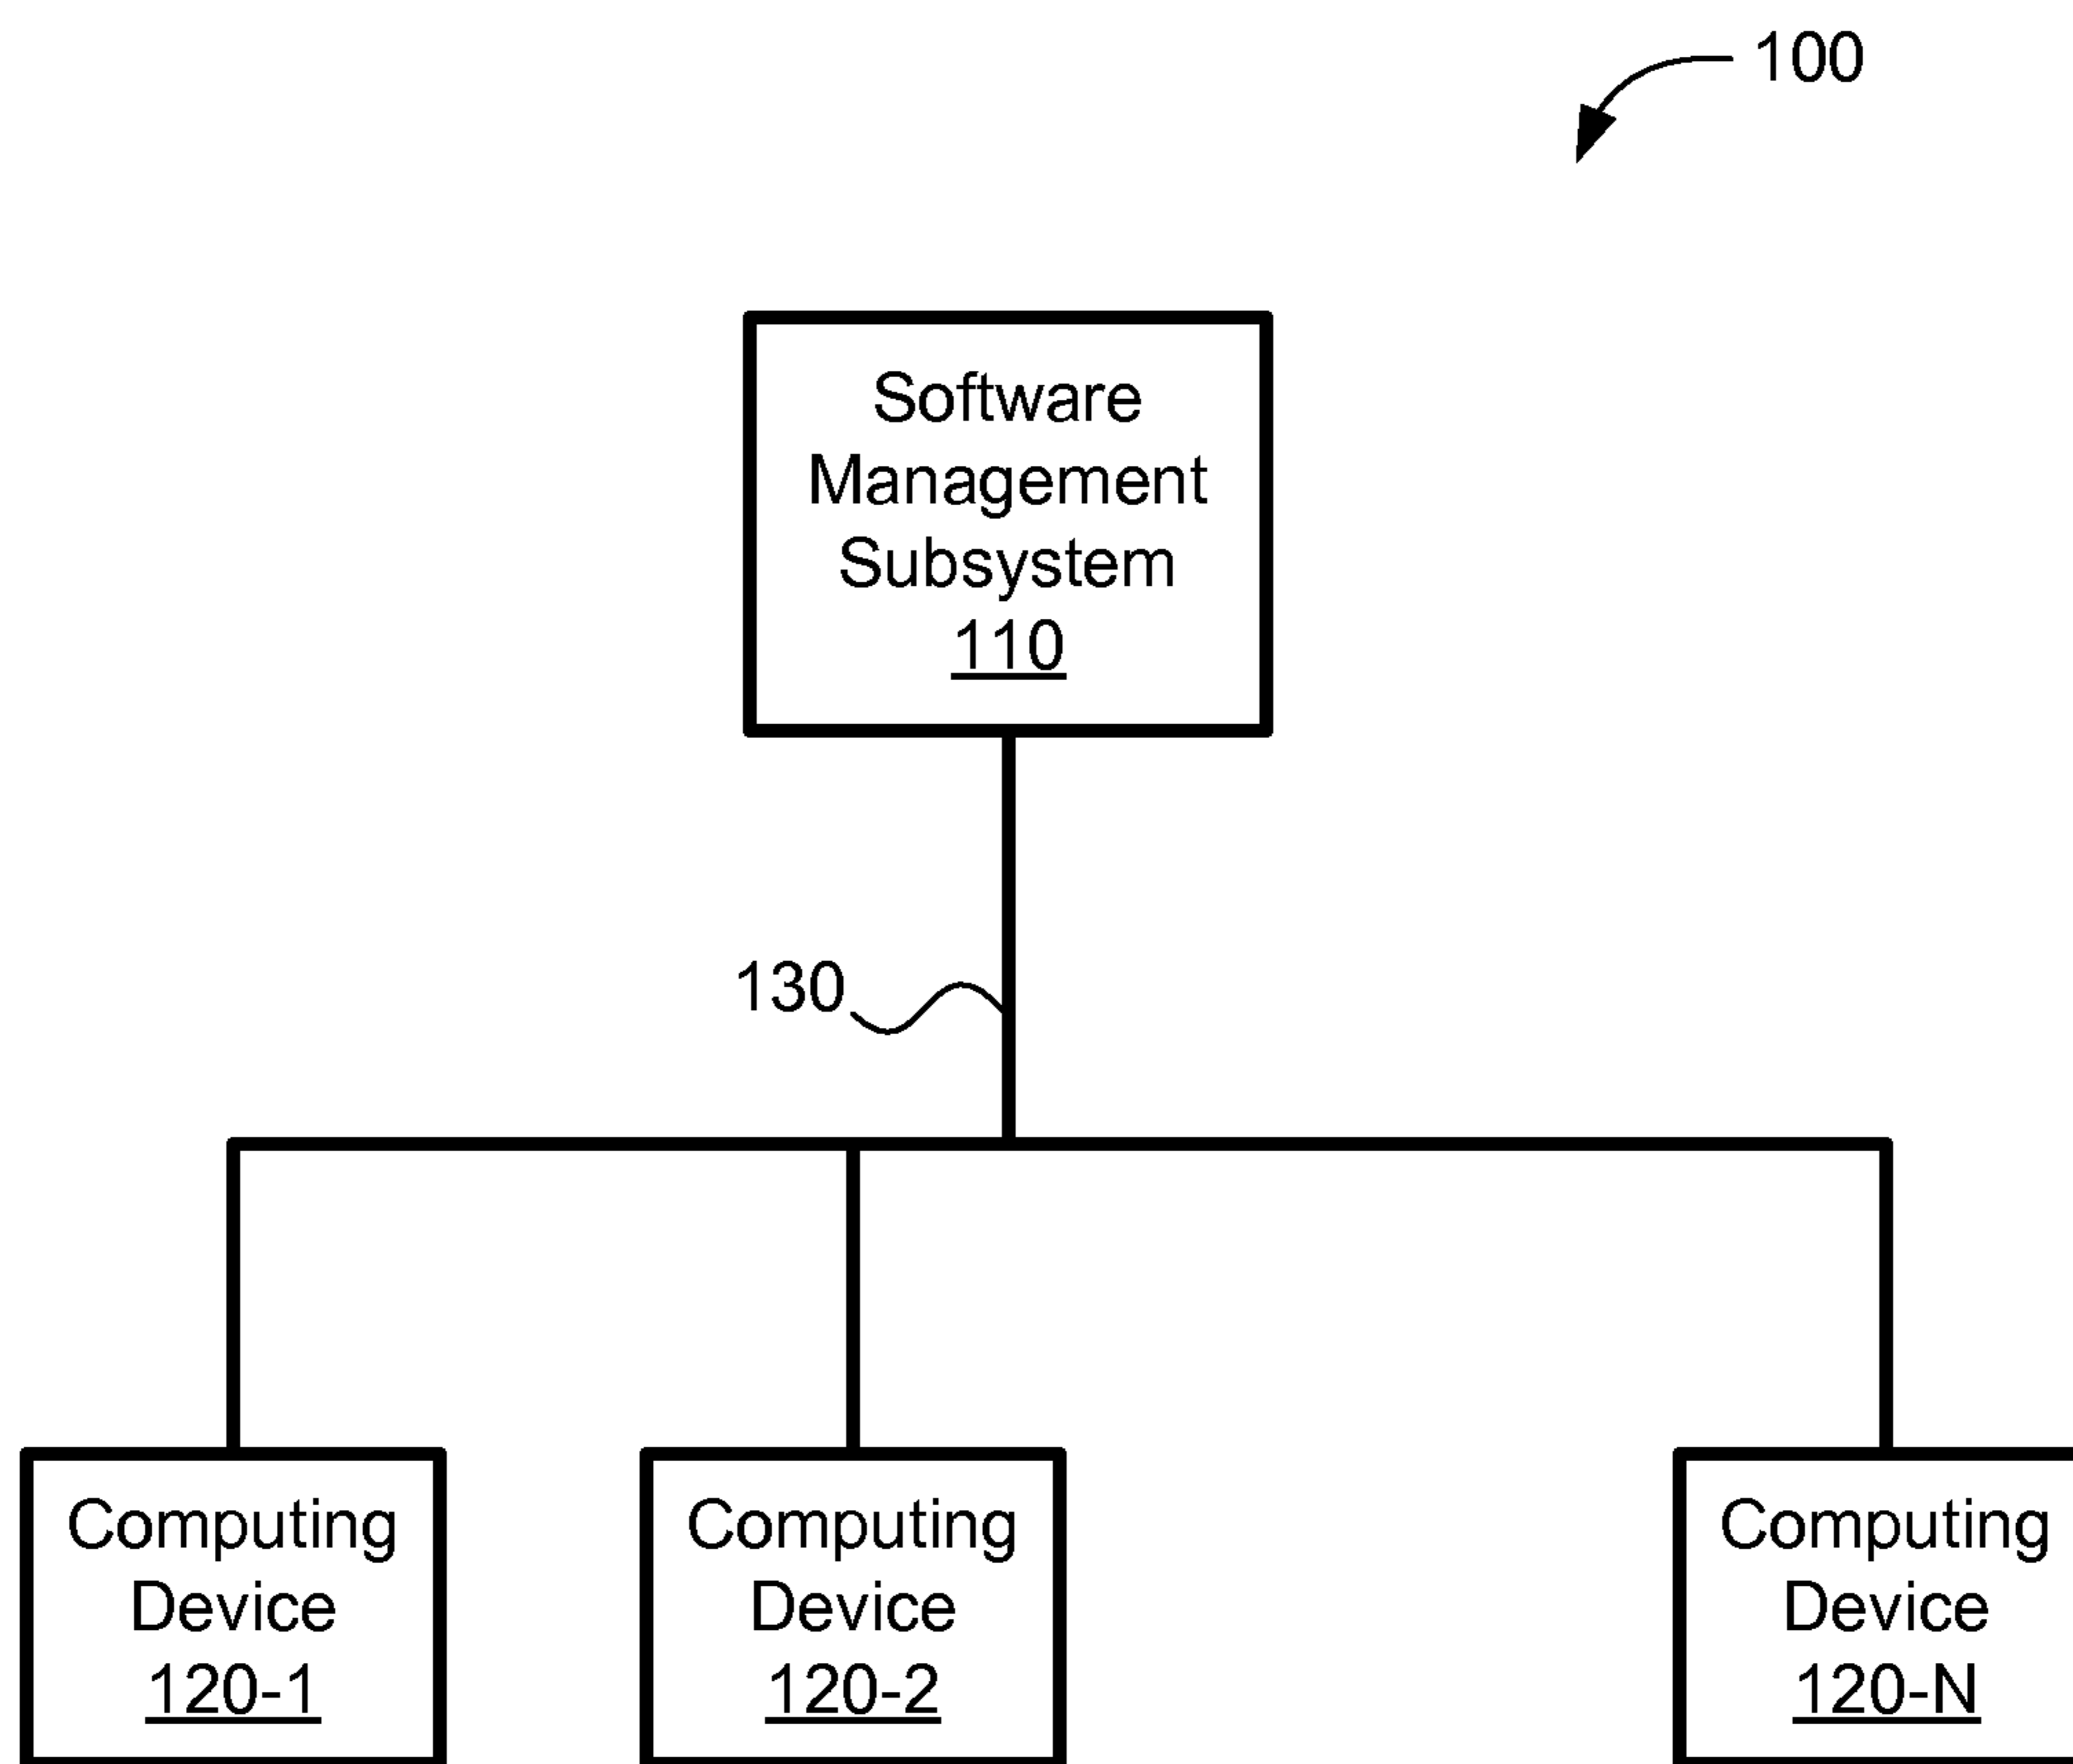 100
Software
Management
Subsystem
110
130
Computing
Device
120-1
Computing
Device
120-2
Computing
Device
120-N